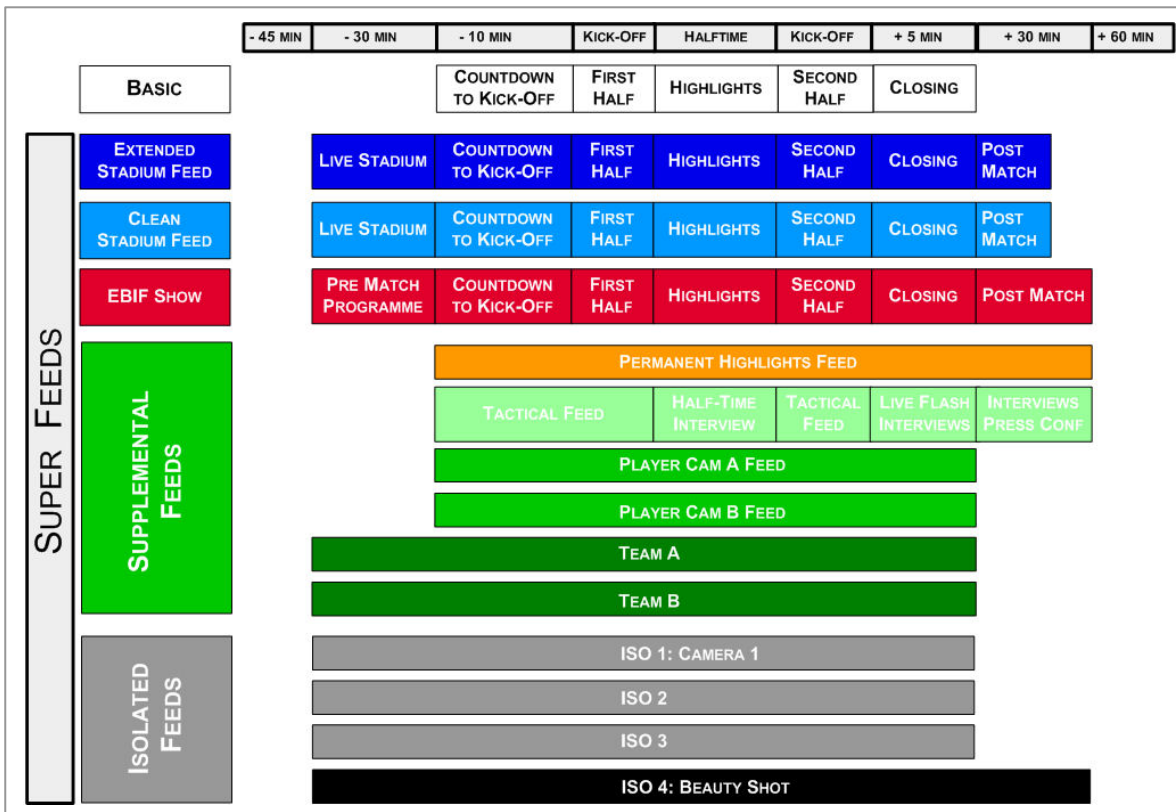 - 45 MIN - 30 MIN - 10 MIN KICK-OFF HALFTIME KICK-OFF + 5 MIN + 30 MIN + 60 MIN
BASIC
COUNTDOWN
TO KICK-OFF
FIRST
HALF
HIGHLIGHTS
SECOND
HALF
CLOSING
SUPER FEEDS
EXTENDED
STADIUM FEED
LIVE STADIUM
COUNTDOWN
TO KICK-OFF
FIRST
HALF
HIGHLIGHTS
SECOND
HALF
CLOSING
POST
MATCH
CLEAN
STADIUM FEED
LIVE STADIUM
COUNTDOWN
TO KICK-OFF
FIRST
HALF
HIGHLIGHTS
SECOND
HALF
CLOSING
POST
MATCH
EBIF SHOW
PRE MATCH
PROGRAMME
COUNTDOWN
TO KICK-OFF
FIRST
HALF
HIGHLIGHTS
SECOND
HALF
CLOSING
POST MATCH
SUPPLEMENTAL
FEEDS
PERMANENT HIGHLIGHTS FEED
TACTICAL FEED
HALF-TIME
INTERVIEW
TACTICAL
FEED
LIVE FLASH
INTERVIEWS
INTERVIEWS
PRESS CONF
PLAYER CAM A FEED
PLAYER CAM B FEED
TEAM A
TEAM B
ISOLATED
FEEDS
ISO 1: CAMERA 1
ISO 2
ISO 3
ISO 4: BEAUTY SHOT